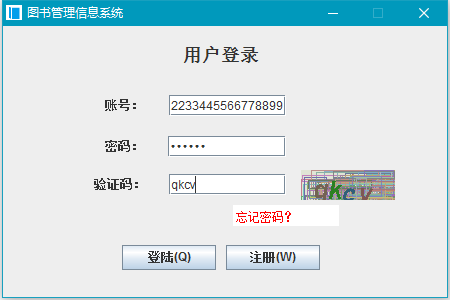 图书管理信息系统
用户登录
账号： 2233445566778899
密码： ••••••
验证码： qkcv qkcv
忘记密码？
登陆(Q) 注册(W)